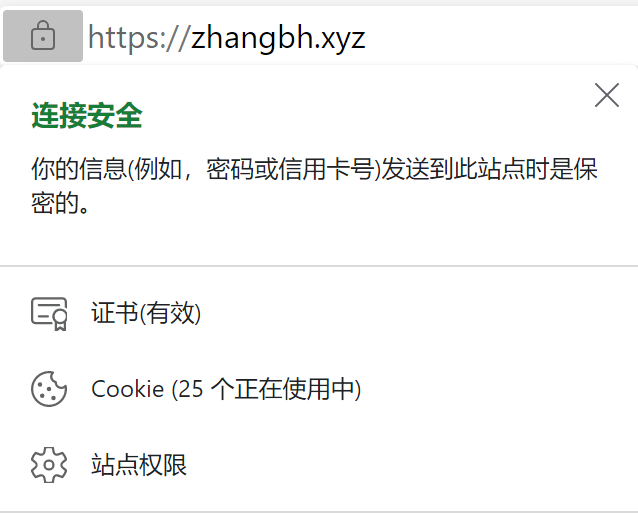 https://zhangbh.xyz
连接安全
你的信息(例如，密码或信用卡号)发送到此站点时是保
密的。
证书(有效)
Cookie (25 个正在使用中)
站点权限